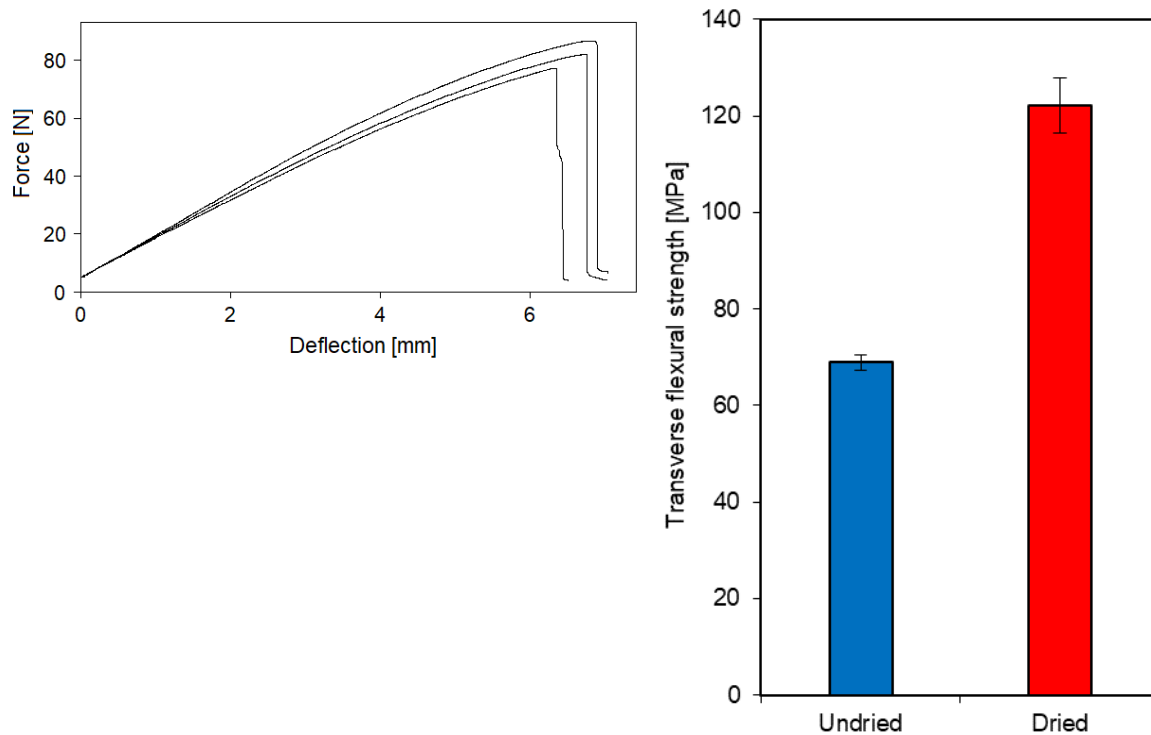 Force [N]
80
60
40
20
0
0 2 4 6
Deflection [mm]
Transverse flexural strength [MPa]
140
120
100
80
60
40
20
0
Undried Dried